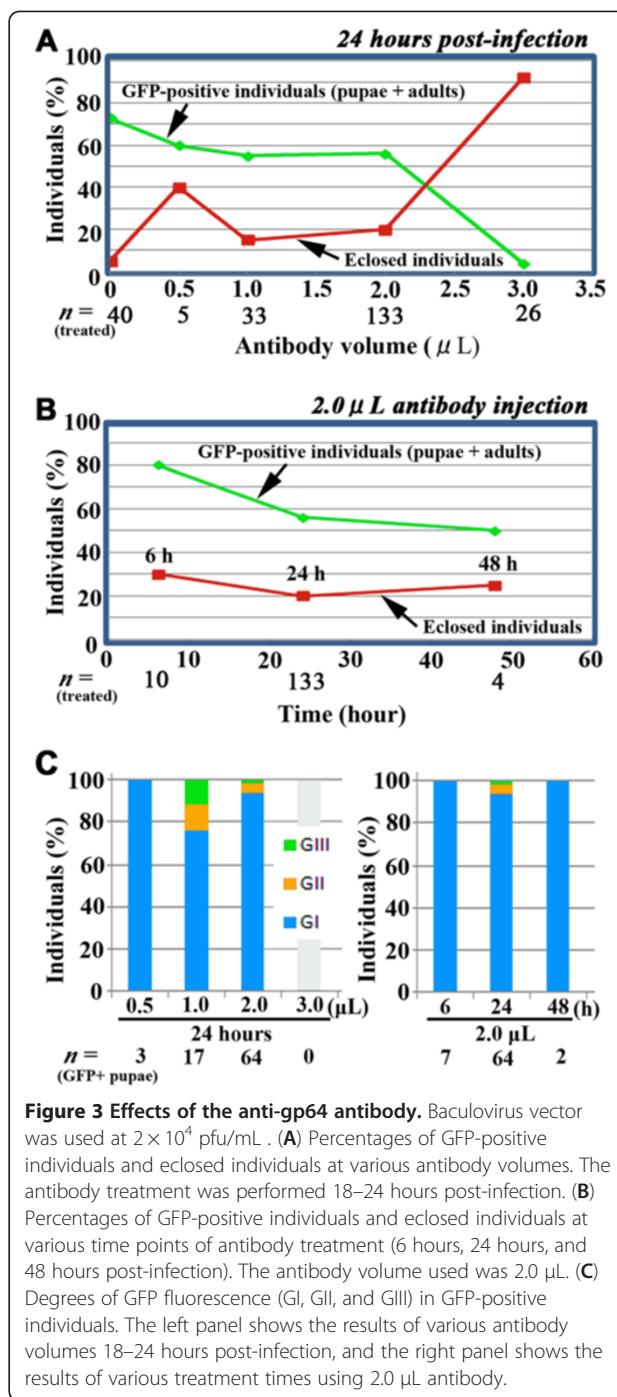 A
24 hours post-infection
100
GFP-positive individuals (pupae + adults)
80
60
40
20
0
Individuals (%)
Eclosed individuals
0 0.5 1.0 1.5 2.0 2.5 3.0 3.5
n = 40 5 33 133 26
(treated)
Antibody volume ( μ L)
B
2.0 μ L antibody injection
100
GFP-positive individuals (pupae + adults)
80
60
40
20
0
Individuals (%)
6 h
24 h
48 h
Eclosed individuals
0 10 20 30 40 50 60
n = 10 133 4
(treated)
Time (hour)
C
100
80
60
40
20
0
Individuals (%)
GIII
GII
GI
0.5 1.0 2.0 3.0 (μL)
24 hours
n = 3 17 64 0
(GFP+ pupae)
100
80
60
40
20
0
Individuals (%)
6 24 48 (h)
2.0 μL
7 64 2
Figure 3 Effects of the anti-gp64 antibody. Baculovirus vector
was used at 2 × 10⁴ pfu/mL . (A) Percentages of GFP-positive
individuals and eclosed individuals at various antibody volumes. The
antibody treatment was performed 18–24 hours post-infection. (B)
Percentages of GFP-positive individuals and eclosed individuals at
various time points of antibody treatment (6 hours, 24 hours, and
48 hours post-infection). The antibody volume used was 2.0 μL. (C)
Degrees of GFP fluorescence (GI, GII, and GIII) in GFP-positive
individuals. The left panel shows the results of various antibody
volumes 18–24 hours post-infection, and the right panel shows the
results of various treatment times using 2.0 μL antibody.